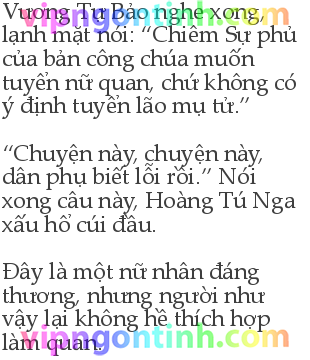 vipngontinh.com
Vương Tư Bảo nghe xong,
lạnh mặt nói: “Chiêm Sự phủ
của bản công chúa muốn
tuyển nữ quan, chứ không có
ý định tuyển lão mụ tử.”
“Chuyện này, chuyện này,
dân phụ biết lỗi rồi.” Nói
xong câu này, Hoàng Tú Nga
xấu hổ cúi đầu.
Đây là một nữ nhân đáng
thương, nhưng người như
vậy lại không hề thích hợp
làm quan.
vipngontinh.com